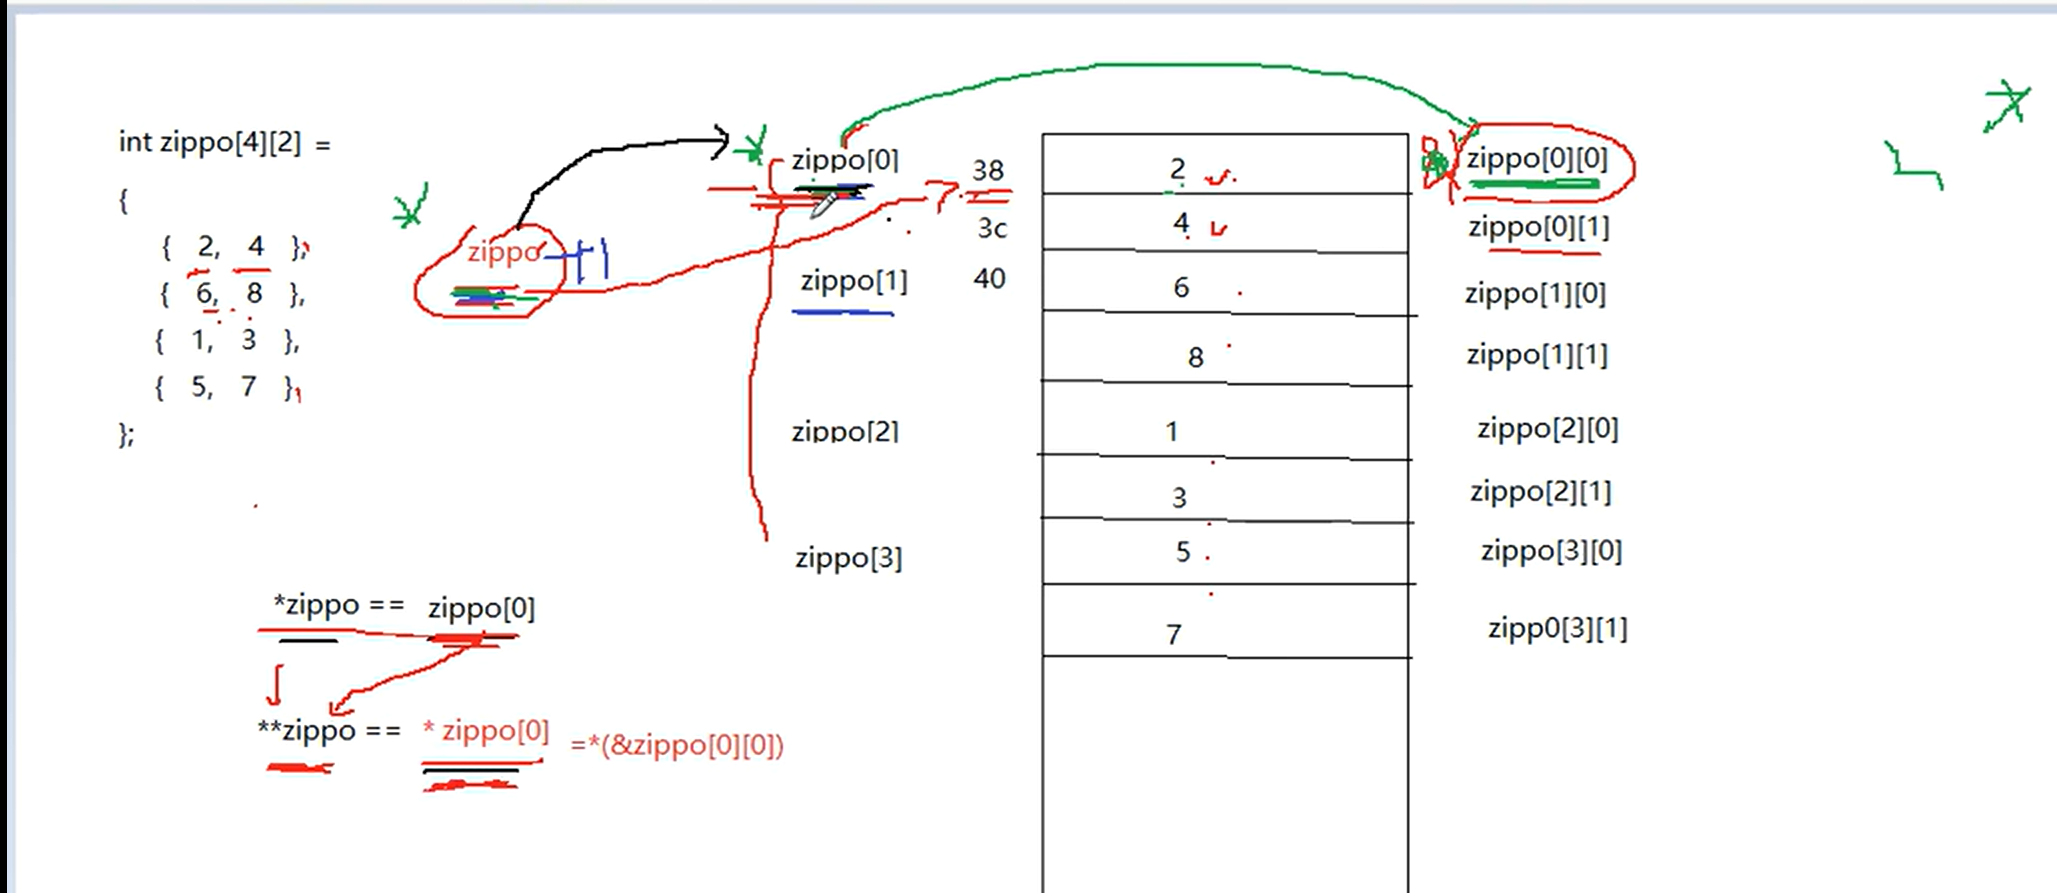 int zippo[4][2] =
{
{ 2, 4 },
{ 6, 8 },
{ 1, 3 },
{ 5, 7 },
};
zippo +1
zippo[0]
zippo[1]
zippo[2]
zippo[3]
38
3c
40
2
4
6
8
1
3
5
7
zippo[0][0]
zippo[0][1]
zippo[1][0]
zippo[1][1]
zippo[2][0]
zippo[2][1]
zippo[3][0]
zipp0[3][1]
*zippo == zippo[0]
**zippo == * zippo[0] =*(&zippo[0][0])